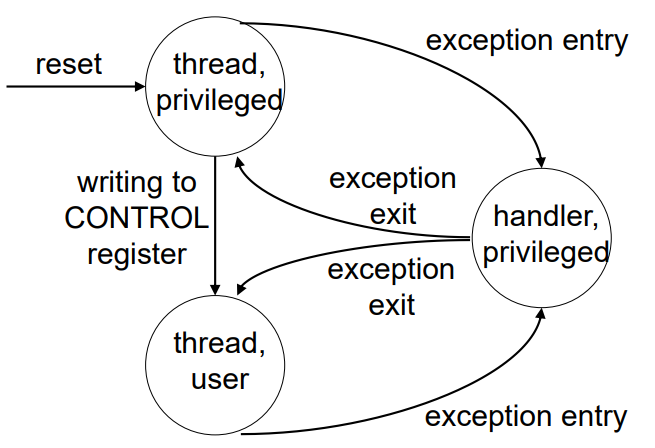 exception entry
reset
thread,
privileged
writing to
CONTROL
register
exception
exit
handler,
privileged
exception
exit
thread,
user
exception entry